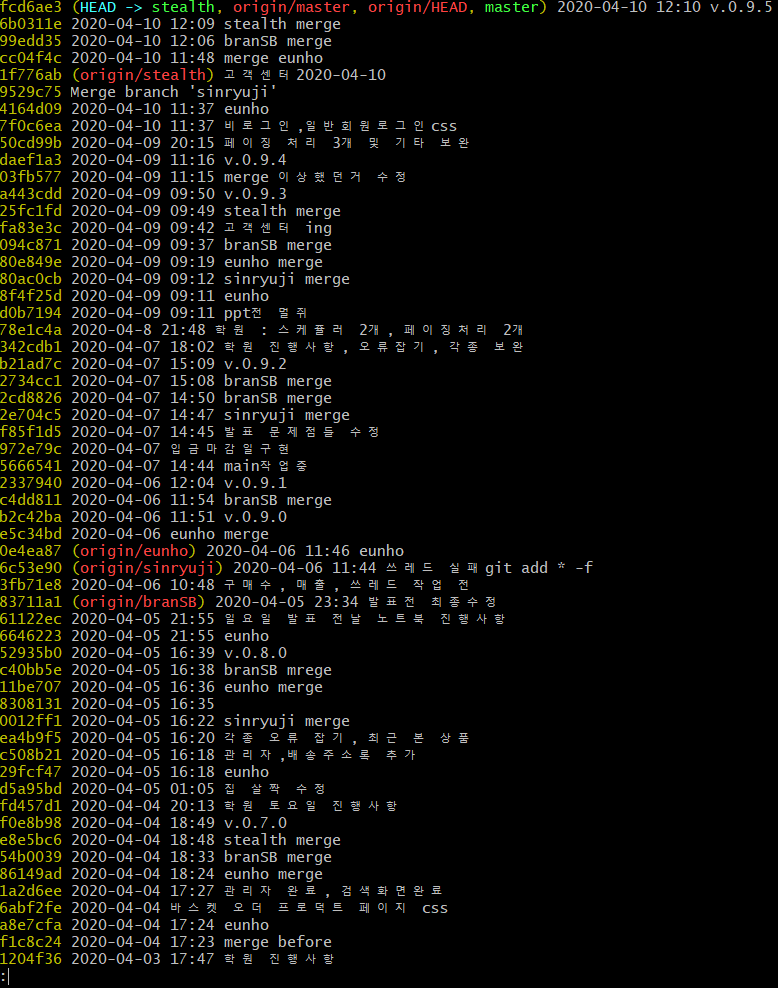 fcd6ae3 (HEAD -> stealth, origin/master, origin/HEAD, master) 2020-04-10 12:10 v.0.9.5
6b0311e 2020-04-10 12:09 stealth merge
99edd35 2020-04-10 12:06 branSB merge
cc04f4c 2020-04-10 11:48 merge eunho
1f776ab (origin/stealth) 고객센터 2020-04-10
9529c75 Merge branch 'sinryuji'
4164d09 2020-04-10 11:37 eunho
7f0c6ea 2020-04-10 11:37 비로그인,일반회원로그인css
50cd99b 2020-04-09 20:15 페이징 처리 3개 및 기타 보완
daef1a3 2020-04-09 11:16 v.0.9.4
03fb577 2020-04-09 11:15 merge이상했던거 수정
a443cdd 2020-04-09 09:50 v.0.9.3
25fc1fd 2020-04-09 09:49 stealth merge
fa83e3c 2020-04-09 09:42 고객센터 ing
094c871 2020-04-09 09:37 branSB merge
80e849e 2020-04-09 09:19 eunho merge
80ac0cb 2020-04-09 09:12 sinryuji merge
8f4f25d 2020-04-09 09:11 eunho
d0b7194 2020-04-09 09:11 ppt전 멀쥐
78e1c4a 2020-04-8 21:48 학원 : 스케쥴러 2개, 페이징처리 2개
342cdb1 2020-04-07 18:02 학원 진행사항, 오류잡기, 각종 보완
b21ad7c 2020-04-07 15:09 v.0.9.2
2734cc1 2020-04-07 15:08 branSB merge
2cd8826 2020-04-07 14:50 branSB merge
2e704c5 2020-04-07 14:47 sinryuji merge
f85f1d5 2020-04-07 14:45 발표 문제점들 수정
972e79c 2020-04-07 입금마감일구현
5666541 2020-04-07 14:44 main작업중
2337940 2020-04-06 12:04 v.0.9.1
c4dd811 2020-04-06 11:54 branSB merge
b2c42ba 2020-04-06 11:51 v.0.9.0
e5c34bd 2020-04-06 eunho merge
0e4ea87 (origin/eunho) 2020-04-06 11:46 eunho
6c53e90 (origin/sinryuji) 2020-04-06 11:44 쓰레드 실패git add * -f
3fb71e8 2020-04-06 10:48 구매수, 매출, 쓰레드 작업 전
83711a1 (origin/branSB) 2020-04-05 23:34 발표전 최종수정
61122ec 2020-04-05 21:55 일요일 발표 전날 노트북 진행사항
6646223 2020-04-05 21:55 eunho
52935b0 2020-04-05 16:39 v.0.8.0
c40bb5e 2020-04-05 16:38 branSB mrege
11be707 2020-04-05 16:36 eunho merge
8308131 2020-04-05 16:35
0012ff1 2020-04-05 16:22 sinryuji merge
ea4b9f5 2020-04-05 16:20 각종 오류 잡기, 최근 본 상품
c508b21 2020-04-05 16:18 관리자,배송주소록 추가
29fcf47 2020-04-05 16:18 eunho
d5a95bd 2020-04-05 01:05 집 살짝 수정
fd457d1 2020-04-04 20:13 학원 토요일 진행사항
f0e8b98 2020-04-04 18:49 v.0.7.0
e8e5bc6 2020-04-04 18:48 stealth merge
54b0039 2020-04-04 18:33 branSB merge
86149ad 2020-04-04 18:24 eunho merge
1a2d6ee 2020-04-04 17:27 관리자 완료, 검색화면완료
6abf2fe 2020-04-04 바스켓 오더 프로덕트 페이지 css
a8e7cfa 2020-04-04 17:24 eunho
f1c8c24 2020-04-04 17:23 merge before
1204f36 2020-04-03 17:47 학원 진행사항
: